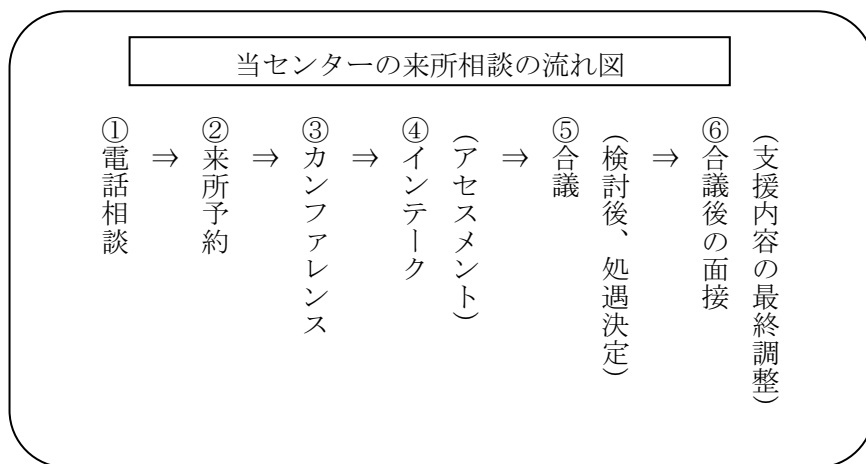 当センターの来所相談の流れ図
①電話相談
⇒
②来所予約
⇒
③カンファレンス
⇒
④インテーク
(アセスメント)
⇒
⑤合議
(検討後、処遇決定)
⇒
⑥合議後の面接
(支援内容の最終調整)